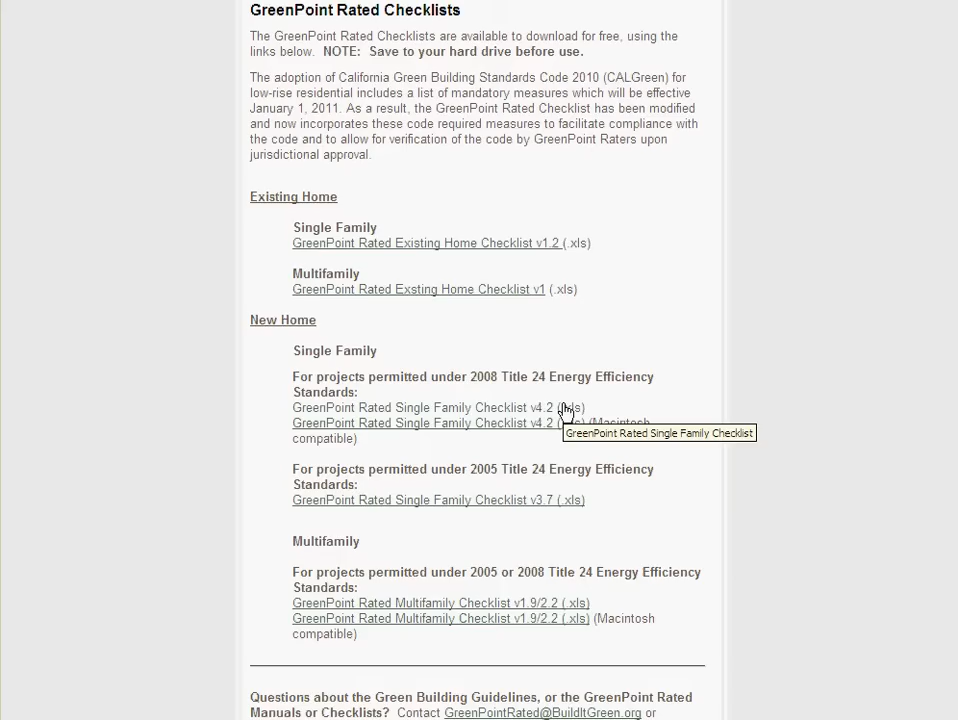 GreenPoint Rated Checklists
The GreenPoint Rated Checklists are available to download for free, using the
links below.  NOTE:  Save to your hard drive before use.
The adoption of California Green Building Standards Code 2010 (CALGreen) for
low-rise residential includes a list of mandatory measures which will be effective
January 1, 2011. As a result, the GreenPoint Rated Checklist has been modified
and now incorporates these code required measures to facilitate compliance with
the code and to allow for verification of the code by GreenPoint Raters upon
jurisdictional approval.
Existing Home
Single Family
GreenPoint Rated Existing Home Checklist v1.2 (.xls)
Multifamily
GreenPoint Rated Exsting Home Checklist v1 (.xls)
New Home
Single Family
For projects permitted under 2008 Title 24 Energy Efficiency
Standards:
GreenPoint Rated Single Family Checklist v4.2 (.xls)
GreenPoint Rated Single Family Checklist v4.2 (.xls) (Macintosh
GreenPoint Rated Single Family Checklist
compatible)
For projects permitted under 2005 Title 24 Energy Efficiency
Standards:
GreenPoint Rated Single Family Checklist v3.7 (.xls)
Multifamily
For projects permitted under 2005 or 2008 Title 24 Energy Efficiency
Standards:
GreenPoint Rated Multifamily Checklist v1.9/2.2 (.xls)
GreenPoint Rated Multifamily Checklist v1.9/2.2 (.xls) (Macintosh
compatible)
Questions about the Green Building Guidelines, or the GreenPoint Rated
Manuals or Checklists?  Contact GreenPointRated@BuildItGreen.org or